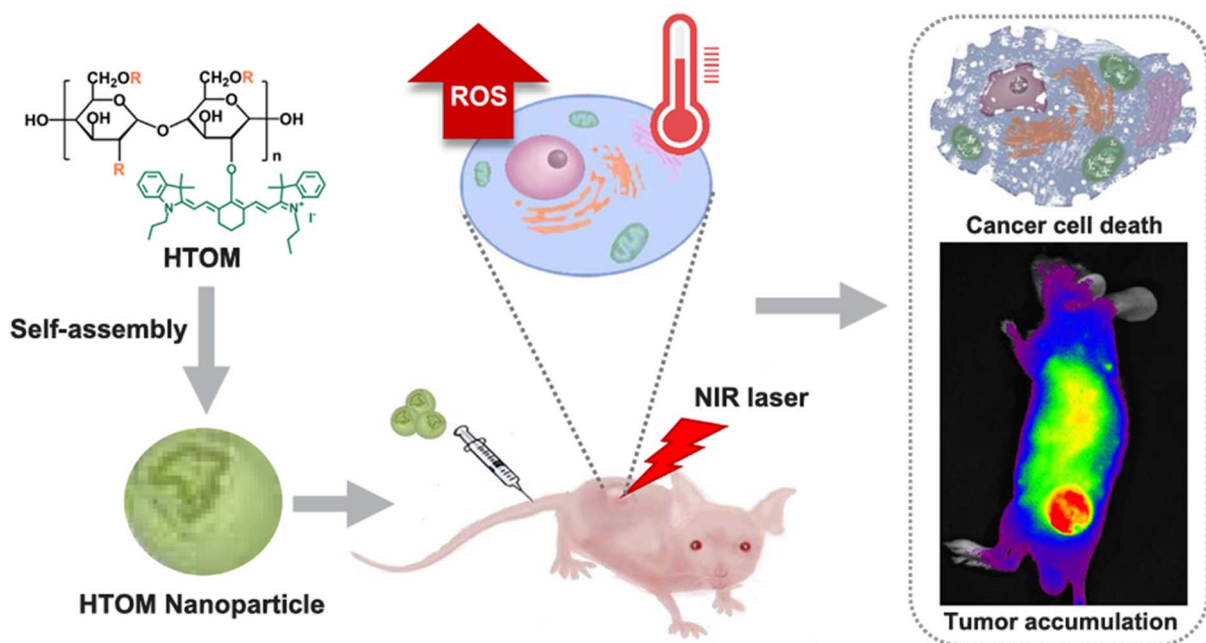 CH₂OR
CH₂OR
O
O
HO
OH
O
OH
OH
n
R
O
N
N⁺
I⁻
HTOM
Self-assembly
HTOM Nanoparticle
ROS
NIR laser
Cancer cell death
Tumor accumulation